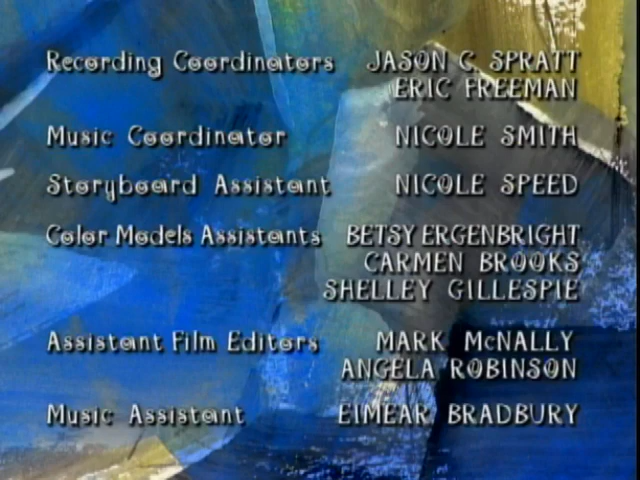 Recording Coordinators JASON C. SPRATT
ERIC FREEMAN
Music Coordinator NICOLE SMITH
Storyboard Assistant NICOLE SPEED
Color Models Assistants BETSY ERGENBRIGHT
CARMEN BROOKS
SHELLEY GILLESPIE
Assistant Film Editors MARK McNALLY
ANGELA ROBINSON
Music Assistant EIMEAR BRADBURY